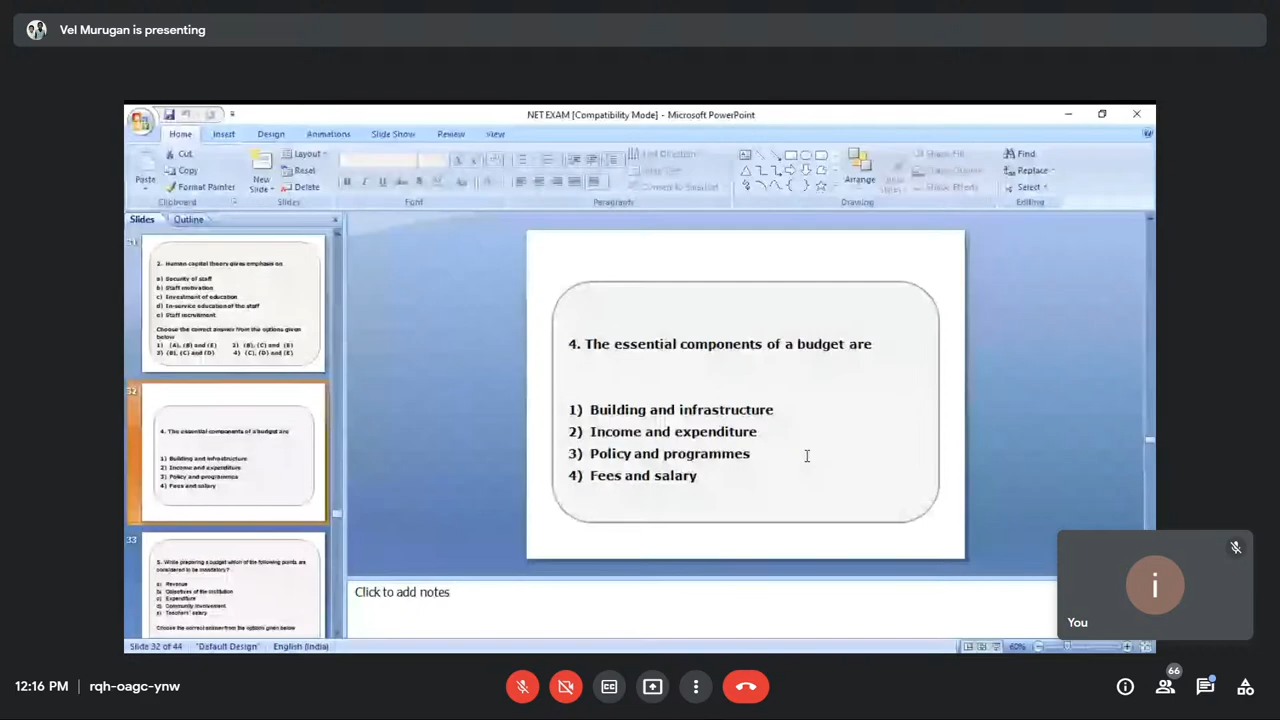 Vel Murugan is presenting
NET EXAM [Compatibility Mode] - Microsoft PowerPoint
Home Insert Design Animations Slide Show Review View
Cut
Copy
Format Painter
Paste
Clipboard
New
Slide
Layout
Reset
Delete
Slides
Font
Paragraph
Arrange
Drawing
Find
Replace
Select
Editing
Slides Outline
2. Human capital theory gives emphasis on
a) Security of staff
b) Staff motivation
c) Investment of education
d) In-service education of the staff
e) Staff recruitment
Choose the correct answer from the options given
below
1) (A), (B) and (E) 2) (B), (C) and (E)
3) (B), (C) and (D) 4) (C), (D) and (E)
32
4. The essential components of a budget are
1) Building and infrastructure
2) Income and expenditure
3) Policy and programmes
4) Fees and salary
33
5. While preparing a budget which of the following points are
considered to be mandatory?
a) Revenue
b) Objectives of the institution
c) Expenditure
d) Community involvement
e) Teachers' salary
Choose the correct answer from the options given below
4. The essential components of a budget are
1) Building and infrastructure
2) Income and expenditure
3) Policy and programmes
4) Fees and salary
Click to add notes
Slide 32 of 44 "Default Design" English (India)
60%
i
You
12:16 PM rqh-oagc-ynw
66